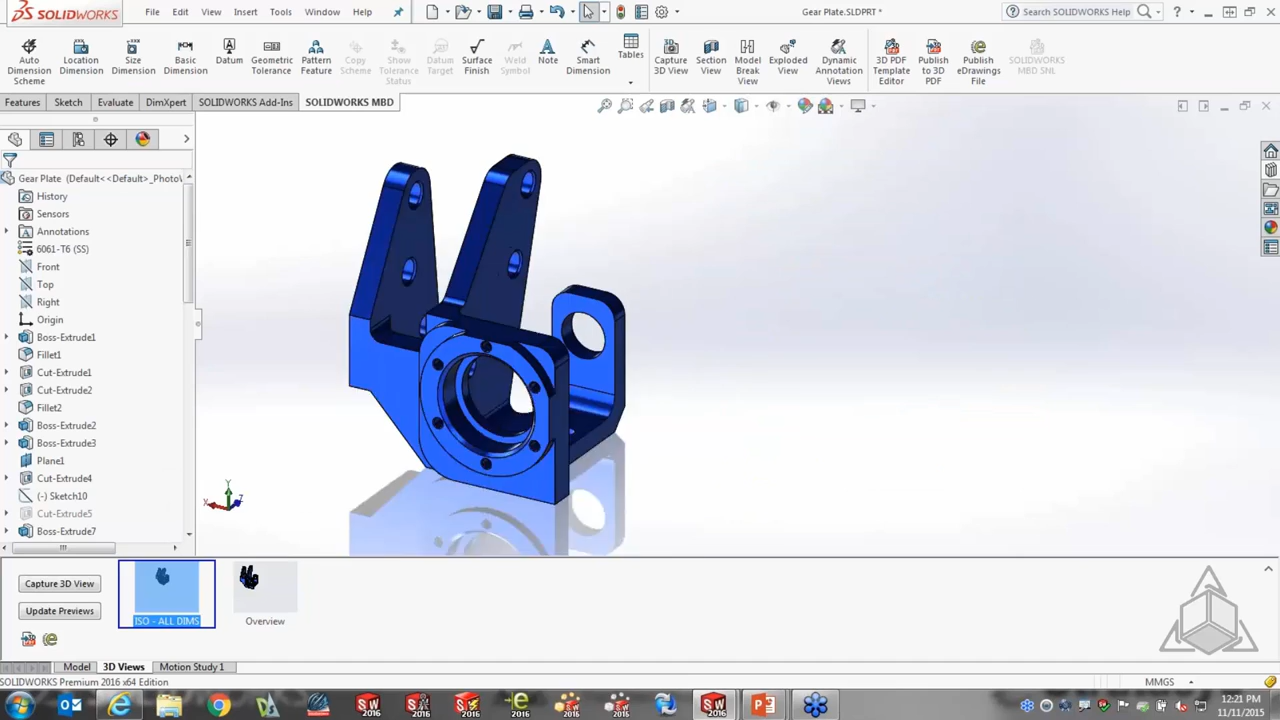 SOLIDWORKS File Edit View Insert Tools Window Help Gear Plate.SLDPRT * Search SOLIDWORKS Help ?
Auto Dimension Scheme
Location Dimension
Size Dimension
Basic Dimension
Datum
Geometric Tolerance
Pattern Feature
Copy Scheme
Show Tolerance Status
Datum Target
Surface Finish
Weld Symbol
Note
Smart Dimension
Tables
Capture 3D View
Section View
Model Break View
Exploded View
Dynamic Annotation Views
3D PDF Template Editor
Publish to 3D PDF
Publish eDrawings File
SOLIDWORKS MBD SNL
Features Sketch Evaluate DimXpert SOLIDWORKS Add-Ins SOLIDWORKS MBD
Gear Plate (Default<<Default>_Photo
History
Sensors
Annotations
6061-T6 (SS)
Front
Top
Right
Origin
Boss-Extrude1
Fillet1
Cut-Extrude1
Cut-Extrude2
Fillet2
Boss-Extrude2
Boss-Extrude3
Plane1
Cut-Extrude4
(-) Sketch10
Cut-Extrude5
Boss-Extrude7
Y
X
Z
Capture 3D View
Update Previews
ISO - ALL DIMS
Overview
Model 3D Views Motion Study 1
SOLIDWORKS Premium 2016 x64 Edition MMGS
12:21 PM
11/11/2015